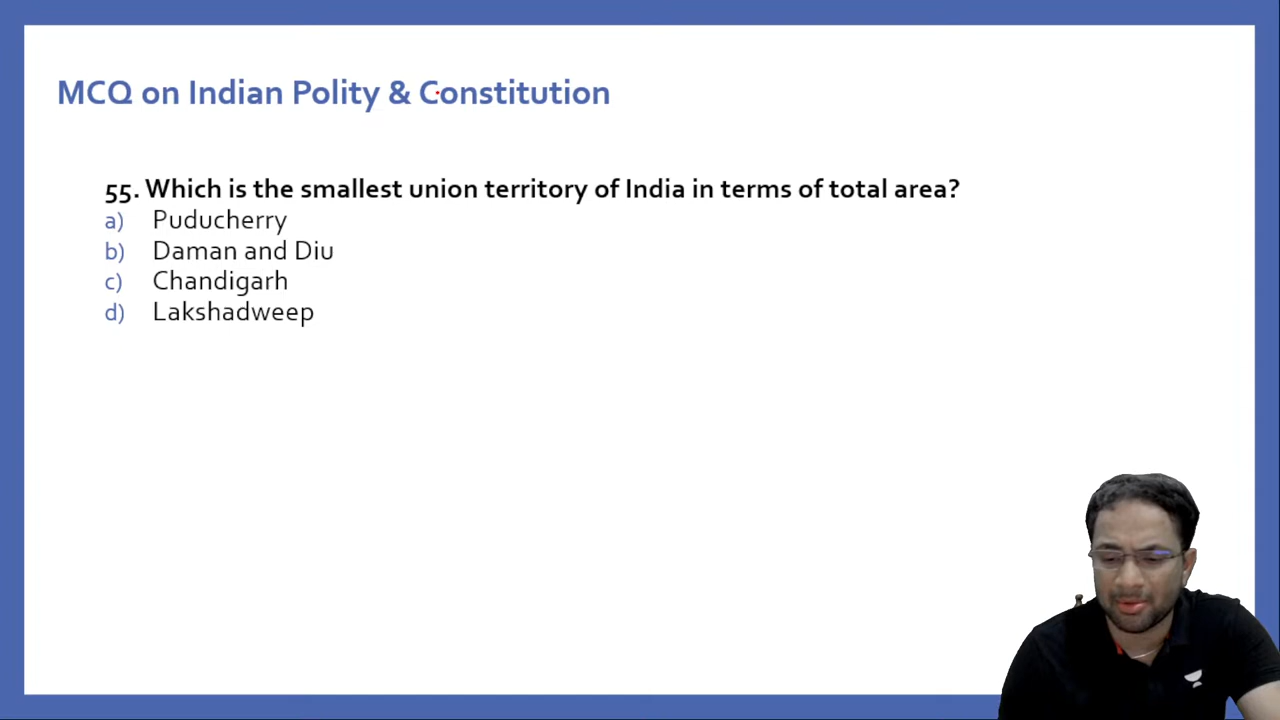 MCQ on Indian Polity & Constitution
55. Which is the smallest union territory of India in terms of total area?
a) Puducherry
b) Daman and Diu
c) Chandigarh
d) Lakshadweep